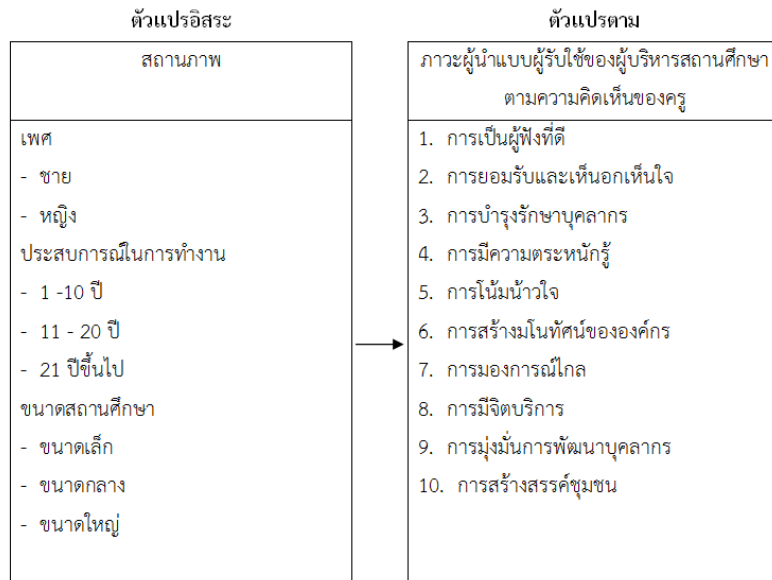 ตัวแปรอิสระ
สถานภาพ
เพศ
- ชาย
- หญิง
ประสบการณ์ในการทำงาน
- 1 -10 ปี
- 11 - 20 ปี
- 21 ปีขึ้นไป
ขนาดสถานศึกษา
- ขนาดเล็ก
- ขนาดกลาง
- ขนาดใหญ่
ตัวแปรตาม
ภาวะผู้นำแบบผู้รับใช้ของผู้บริหารสถานศึกษา
ตามความคิดเห็นของครู
1. การเป็นผู้ฟังที่ดี
2. การยอมรับและเห็นอกเห็นใจ
3. การบำรุงรักษาบุคลากร
4. การมีความตระหนักรู้
5. การโน้มน้าวใจ
6. การสร้างมโนทัศน์ขององค์กร
7. การมองการณ์ไกล
8. การมีจิตบริการ
9. การมุ่งมั่นการพัฒนาบุคลากร
10. การสร้างสรรค์ชุมชน